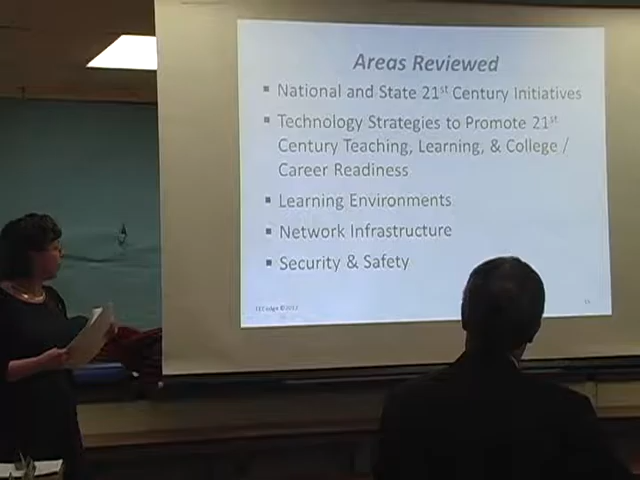 Areas Reviewed
▪ National and State 21st Century Initiatives
▪ Technology Strategies to Promote 21st
Century Teaching, Learning, & College /
Career Readiness
▪ Learning Environments
▪ Network Infrastructure
▪ Security & Safety